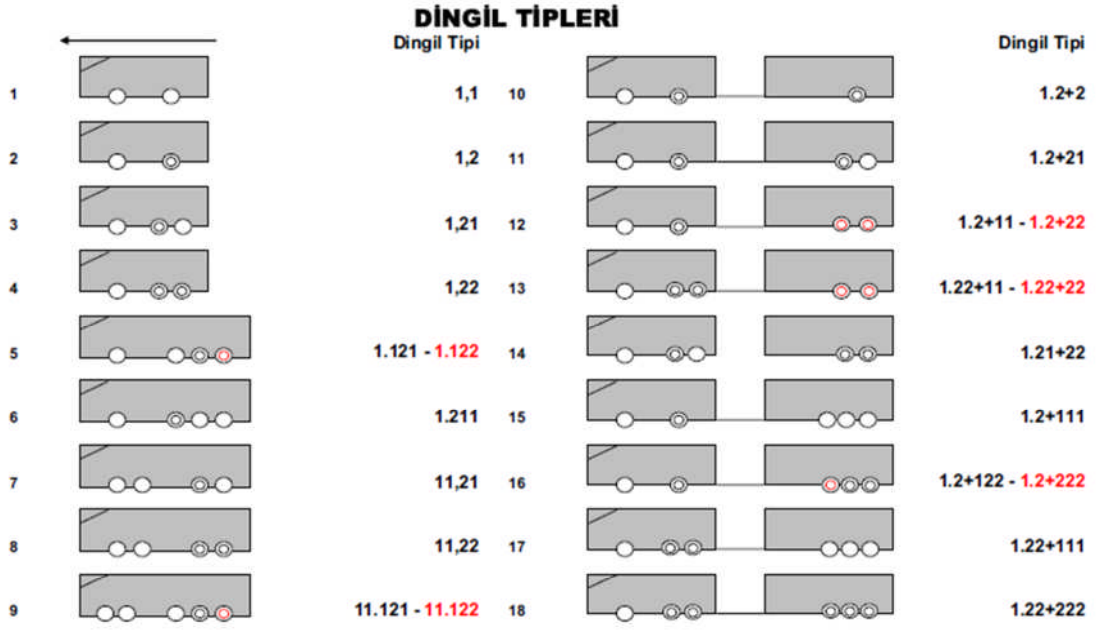 DİNGİL TİPLERİ
Dingil Tipi Dingil Tipi
1 1,1 10 1.2+2
2 1,2 11 1.2+21
3 1,21 12 1.2+11 - 1.2+22
4 1,22 13 1.22+11 - 1.22+22
5 1.121 - 1.122 14 1.21+22
6 1.211 15 1.2+111
7 11,21 16 1.2+122 - 1.2+222
8 11,22 17 1.22+111
9 11.121 - 11.122 18 1.22+222